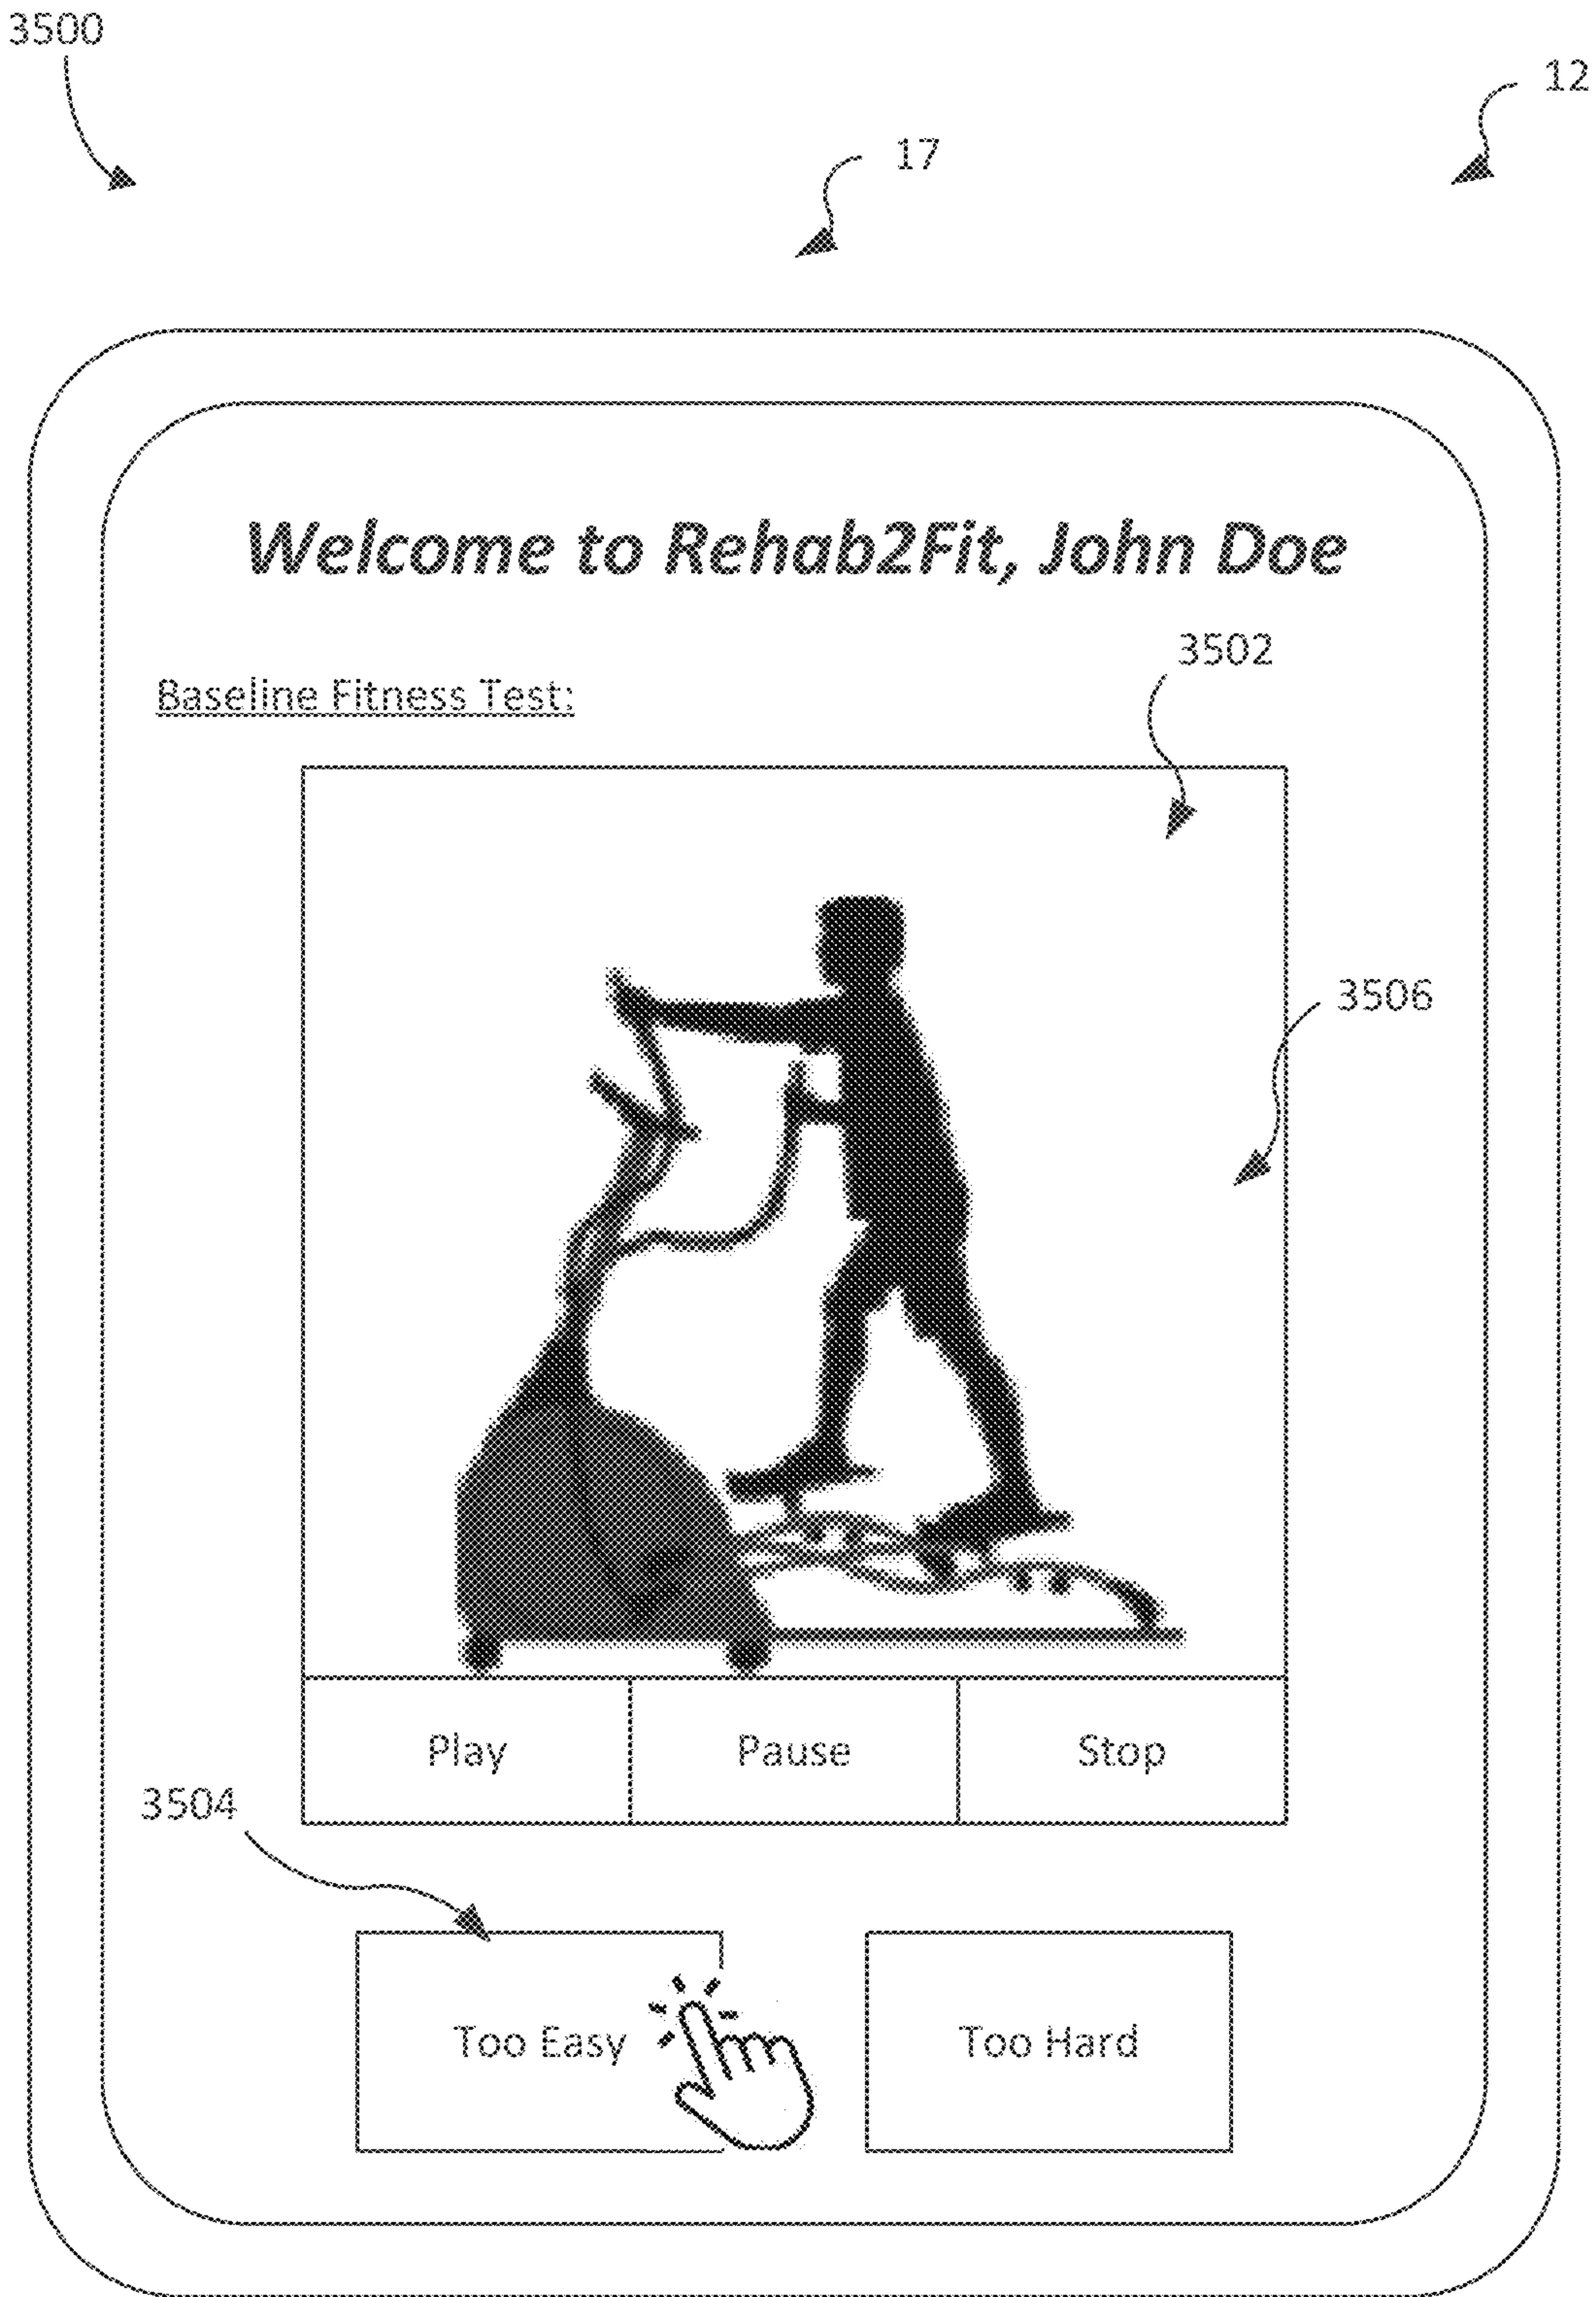 3500
12
17
Welcome to Rehab2Fit, John Doe
3502
Baseline Fitness Test:
3506
Play Pause Stop
3504
Too Easy Too Hard